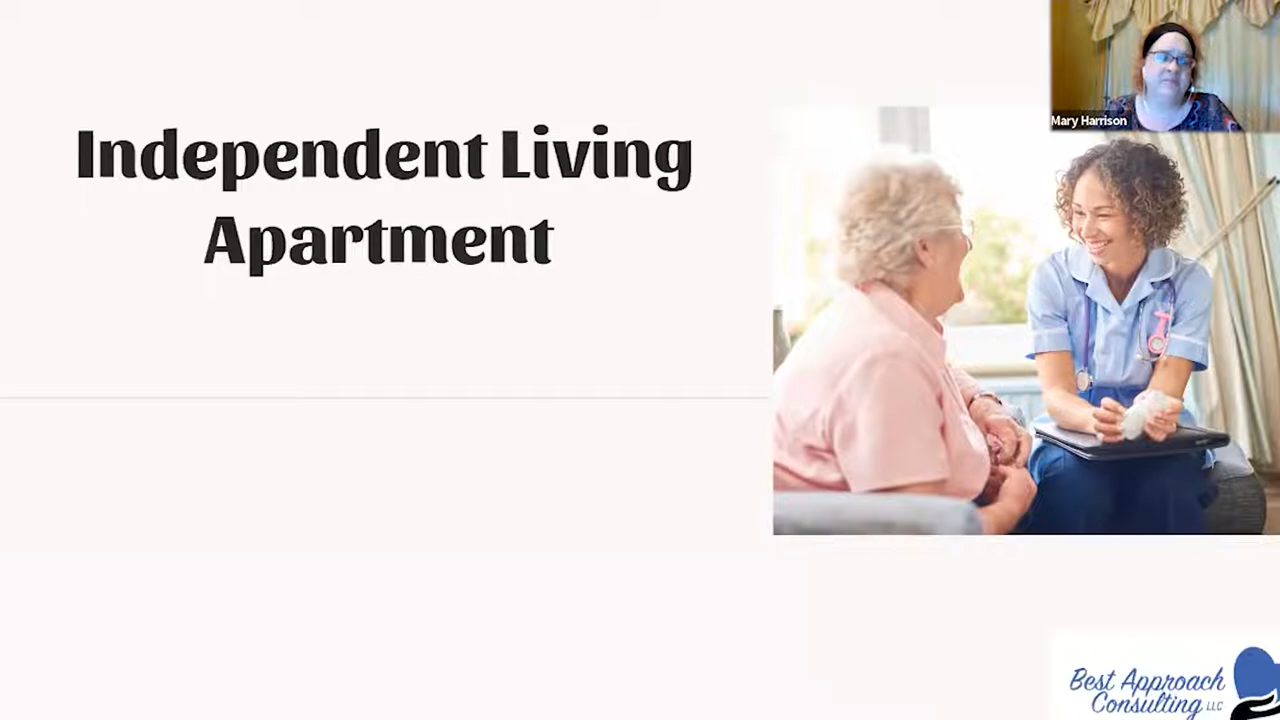 Independent Living
Apartment
Mary Harrison
Best Approach
Consulting LLC